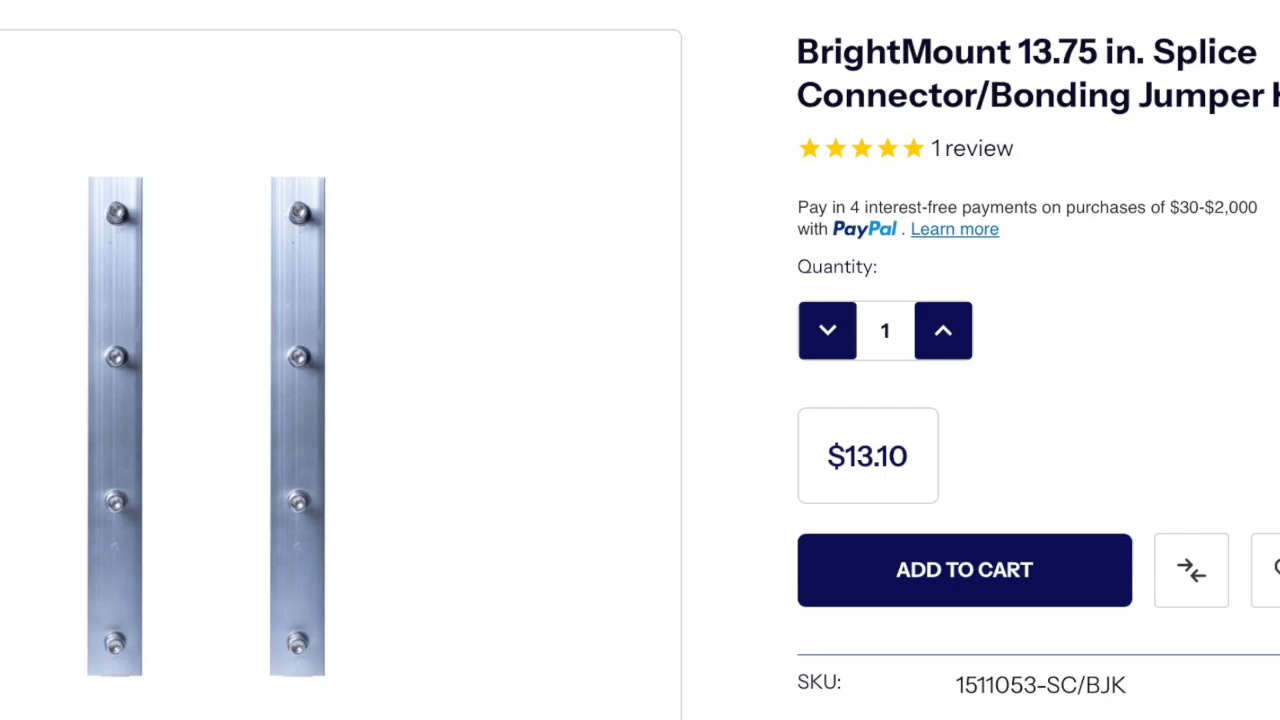 BrightMount 13.75 in. Splice
Connector/Bonding Jumper
1 review
Pay in 4 interest-free payments on purchases of $30-$2,000
with PayPal . Learn more
Quantity:
1
$13.10
ADD TO CART
SKU: 1511053-SC/BJK